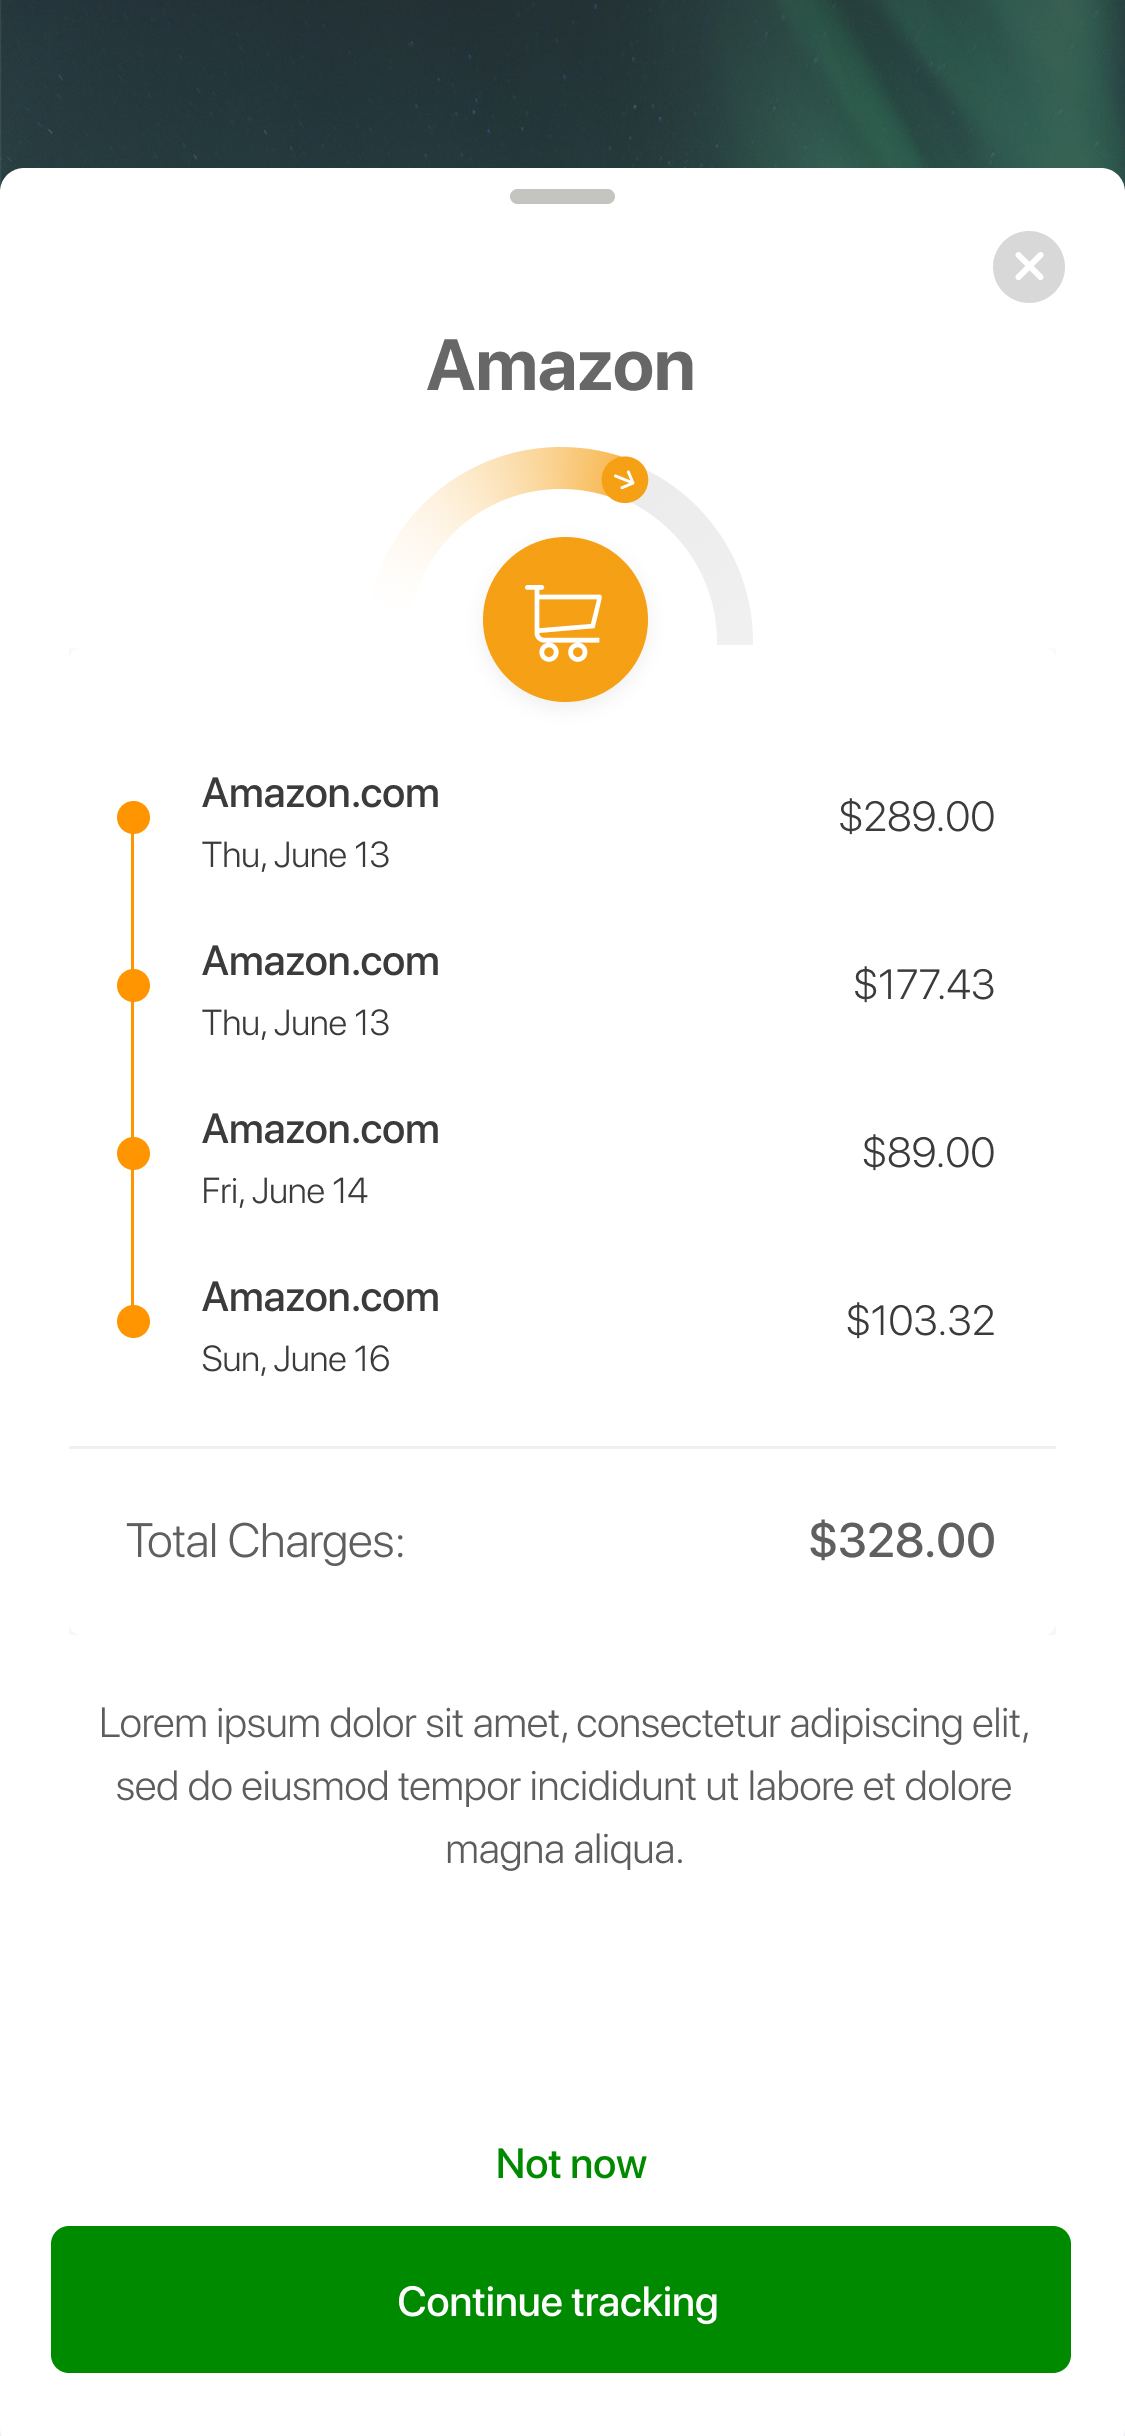 Amazon
Amazon.com
Thu, June 13
$289.00
Amazon.com
Thu, June 13
$177.43
Amazon.com
Fri, June 14
$89.00
Amazon.com
Sun, June 16
$103.32
Total Charges: $328.00
Lorem ipsum dolor sit amet, consectetur adipiscing elit,
sed do eiusmod tempor incididunt ut labore et dolore
magna aliqua.
Not now
Continue tracking